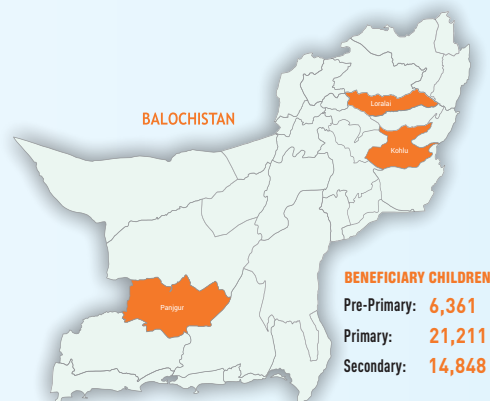 Loralai
BALOCHISTAN
Kohlu
BENEFICIARY CHILDREN
Pre-Primary: 6,361
Panjgur
Primary: 21,211
Secondary: 14,848